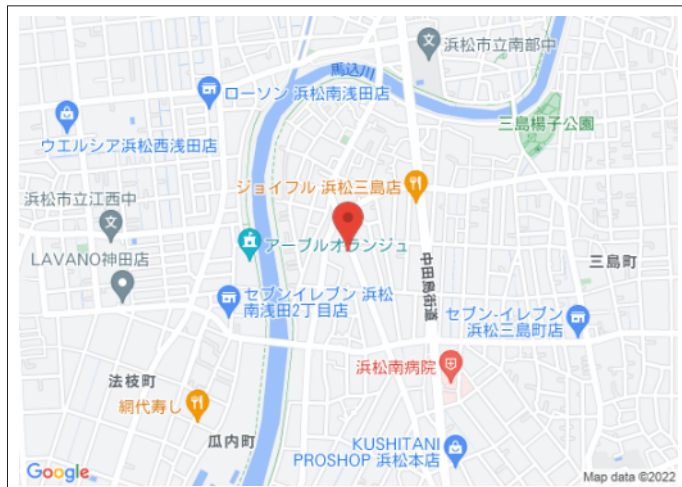 浜松市立南部中
馬込川
ローソン 浜松南浅田店
三島楊子公園
ウエルシア浜松西浅田店
ジョイフル 浜松三島店
浜松市立江西中
アーブルオランジュ
中田島街道
三島町
LAVANO神田店
セブンイレブン 浜松
南浅田2丁目店
セブン-イレブン
浜松三島町店
浜松南病院
法枝町
網代寿し
瓜内町
KUSHITANI
PROSHOP 浜松本店
Google
Map data ©2022